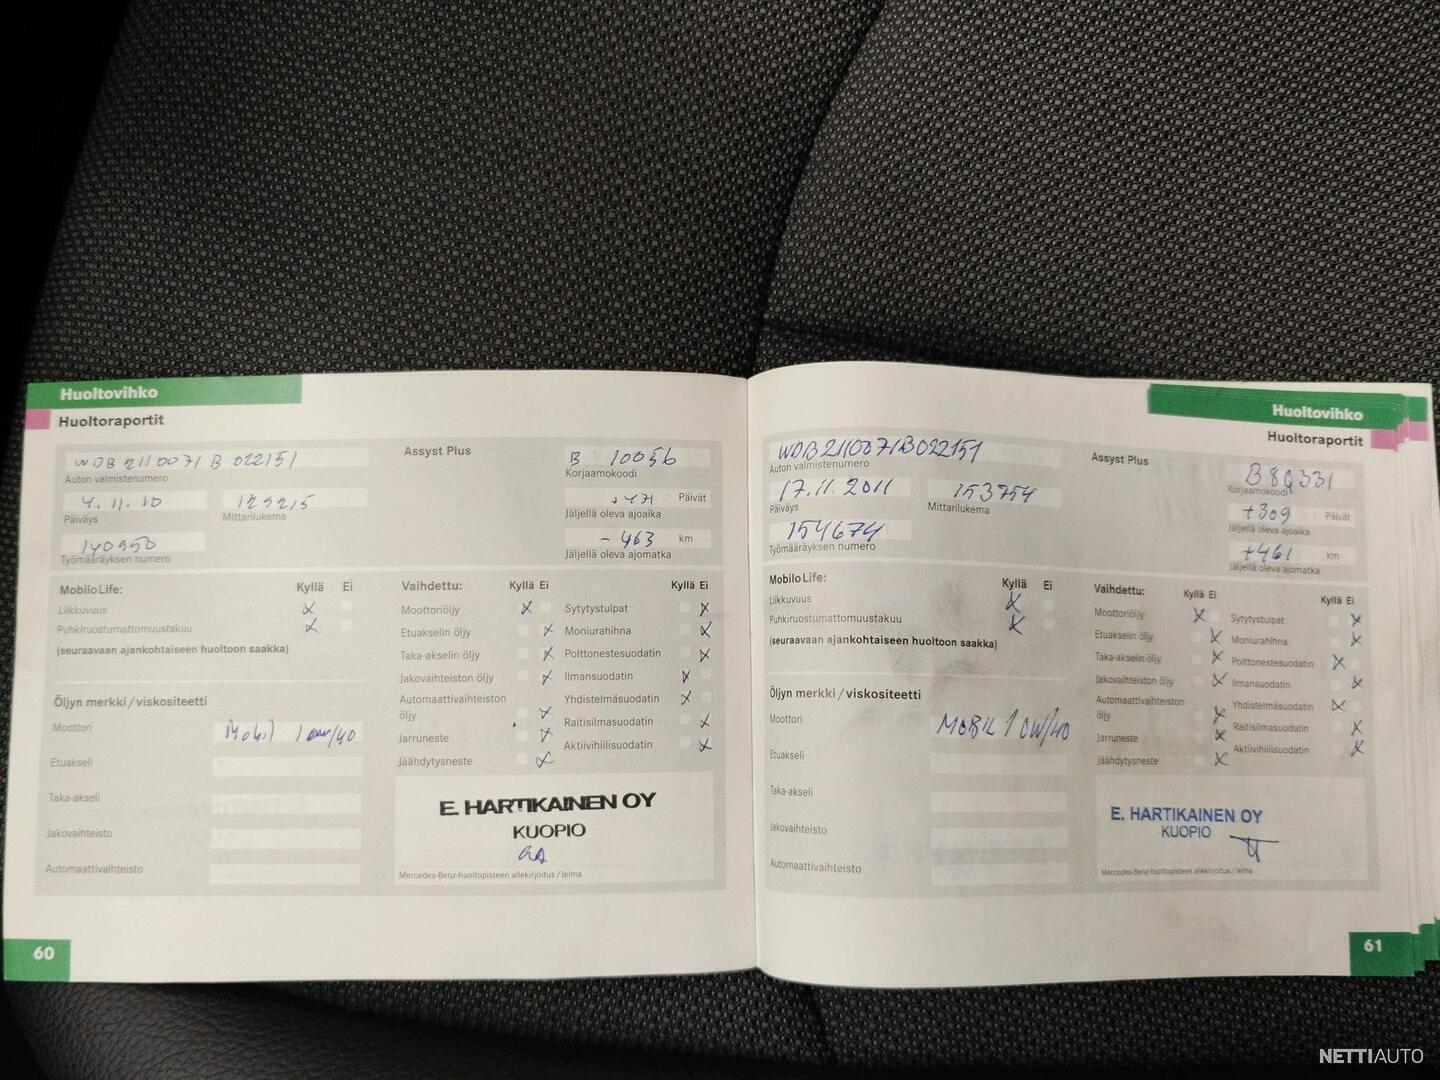 Huoltovihko
Huoltoraportit
WDB 2110071 B 022151
Auton valmistenumero
4.11.10
129215
Päiväys
Mittarilukema
140950
Työmääräyksen numero
Assyst Plus
B 10056
Korjaamokoodi
+471 Päivät
Jäljellä oleva ajoaika
- 463 km
Jäljellä oleva ajomatka
MobiloLife: Kyllä Ei
Liikkuvuus X
Puhkiruostumattomuustakuu X
(seuraavaan ajankohtaiseen huoltoon saakka)
Öljyn merkki / viskositeetti
Moottori Mobil 1 0W/40
Etuakseli
Taka-akseli
Jakovaihteisto
Automaattivaihteisto
Vaihdettu: Kyllä Ei Kyllä Ei
Moottoriöljy X Sytytystulpat X
Etuakselin öljy X Moniurahihna X
Taka-akselin öljy X Polttonestesuodatin X
Jakovaihteiston öljy X Ilmansuodatin X
Automaattivaihteiston öljy X Yhdistelmäsuodatin X
Jarruneste X Raitisilmasuodatin X
Jäähdytysneste X Aktiivihiilisuodatin X
E. HARTIKAINEN OY
KUOPIO
Mercedes-Benz-huoltopisteen allekirjoitus / leima
60
Huoltovihko
Huoltoraportit
WDB2110071B022151
Auton valmistenumero
17.11.2011
153754
Päiväys
Mittarilukema
154674
Työmääräyksen numero
Assyst Plus
Korjaamokoodi
+309 Päivät
Jäljellä oleva ajoaika
+461 km
Jäljellä oleva ajomatka
MobiloLife: Kyllä Ei
Liikkuvuus X
Puhkiruostumattomuustakuu X
(seuraavaan ajankohtaiseen huoltoon saakka)
Öljyn merkki / viskositeetti
Moottori MOBIL 1 0W/40
Etuakseli
Taka-akseli
Jakovaihteisto
Automaattivaihteisto
Vaihdettu: Kyllä Ei Kyllä Ei
Moottoriöljy X Sytytystulpat X
Etuakselin öljy X Moniurahihna X
Taka-akselin öljy X Polttonestesuodatin X
Jakovaihteiston öljy X Ilmansuodatin X
Automaattivaihteiston öljy X Yhdistelmäsuodatin X
Jarruneste X Raitisilmasuodatin X
Jäähdytysneste X Aktiivihiilisuodatin X
E. HARTIKAINEN OY
KUOPIO
Mercedes-Benz-huoltopisteen allekirjoitus / leima
61
NETTIAUTO